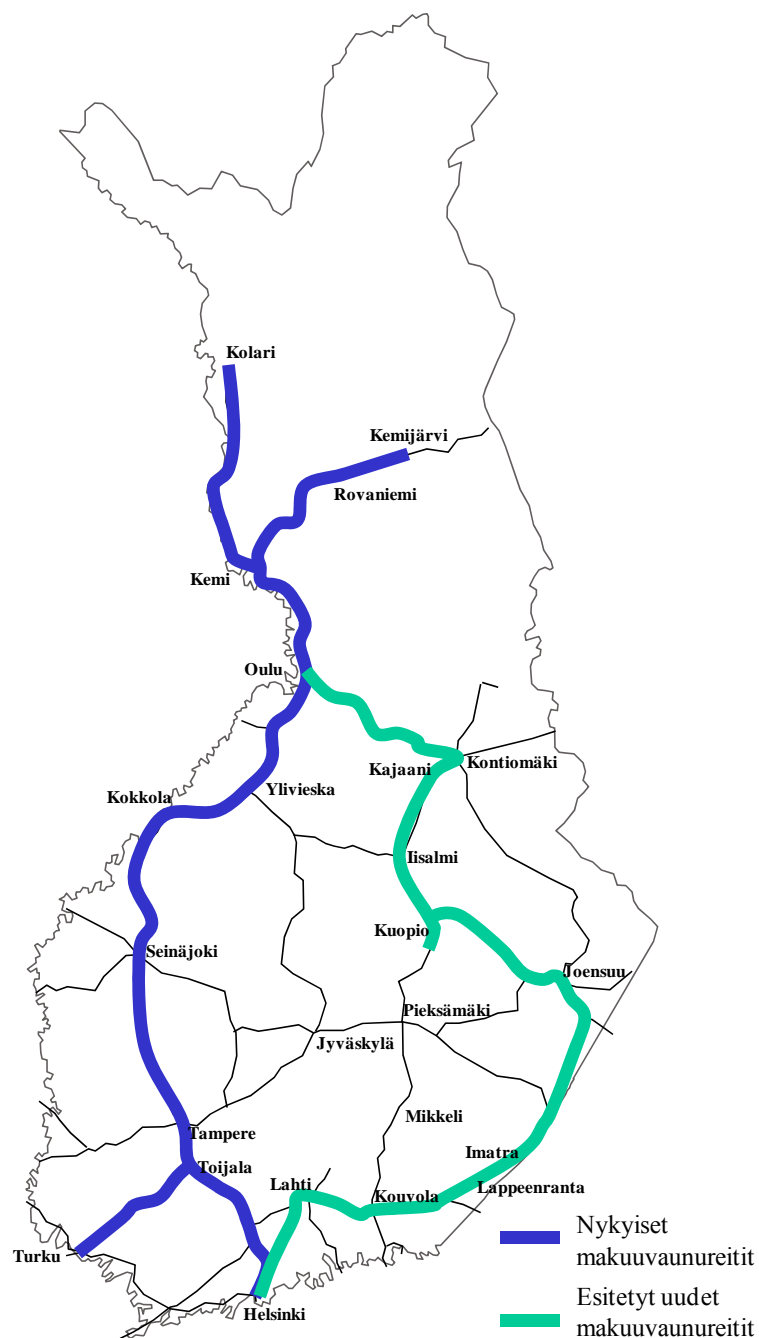 Kolari
Kemijärvi
Rovaniemi
Kemi
Oulu
Kajaani
Kontiomäki
Ylivieska
Kokkola
Iisalmi
Kuopio
Seinäjoki
Joensuu
Pieksämäki
Jyväskylä
Mikkeli
Tampere
Imatra
Toijala
Lahti
Lappeenranta
Kouvola
Turku
Helsinki
Nykyiset
makuuvaunureitit
Esitetyt uudet
makuuvaunureitit